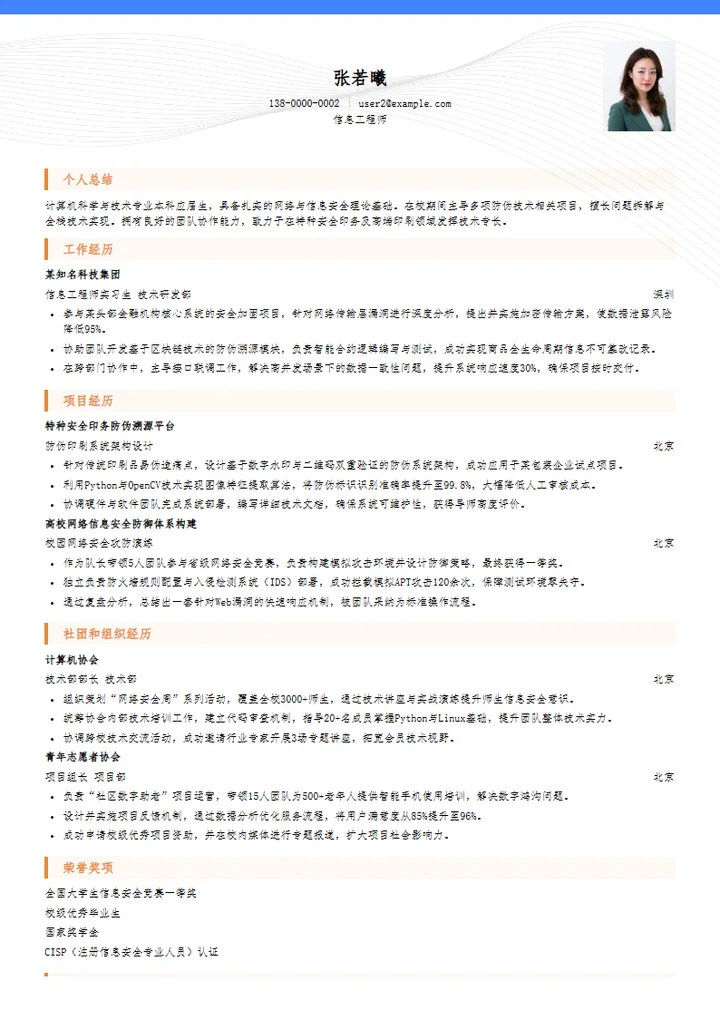 张若曦
138-0000-0002 | user2@example.com
信息工程师
个人总结
计算机科学与技术专业本科应届生，具备扎实的网络与信息安全理论基础。在校期间主导多项防伪技术相关项目，擅长问题拆解与
全栈技术实现。拥有良好的团队协作能力，致力于在特种安全印务及高端印刷领域发挥技术专长。
工作经历
某知名科技集团
信息工程师实习生 技术研发部 深圳
• 参与某头部金融机构核心系统的安全加固项目，针对网络传输层漏洞进行深度分析，提出并实施加密传输方案，使数据泄露风险
降低95%。
• 协助团队开发基于区块链技术的防伪溯源模块，负责智能合约逻辑编写与测试，成功实现商品全生命周期信息不可篡改记录。
• 在跨部门协作中，主导接口联调工作，解决高并发场景下的数据一致性问题，提升系统响应速度30%，确保项目按时交付。
项目经历
特种安全印务防伪溯源平台
防伪印刷系统架构设计 北京
• 针对传统印刷品易伪造痛点，设计基于数字水印与二维码双重验证的防伪系统架构，成功应用于某包装企业试点项目。
• 利用Python与OpenCV技术实现图像特征提取算法，将防伪标识识别准确率提升至99.8%，大幅降低人工审核成本。
• 协调硬件与软件团队完成系统部署，编写详细技术文档，确保系统可维护性，获得导师高度评价。
高校网络信息安全防御体系构建
校园网络安全攻防演练 北京
• 作为队长带领5人团队参与省级网络安全竞赛，负责构建模拟攻击环境并设计防御策略，最终获得一等奖。
• 独立负责防火墙规则配置与入侵检测系统（IDS）部署，成功拦截模拟APT攻击120余次，保障测试环境零失守。
• 通过复盘分析，总结出一套针对Web漏洞的快速响应机制，被团队采纳为标准操作流程。
社团和组织经历
计算机协会
技术部部长 技术部 北京
• 组织策划“网络安全周”系列活动，覆盖全校3000+师生，通过技术讲座与实战演练提升师生信息安全意识。
• 统筹协会内部技术培训工作，建立代码审查机制，指导20+名成员掌握Python与Linux基础，提升团队整体技术实力。
• 协调跨校技术交流活动，成功邀请行业专家开展3场专题讲座，拓宽会员技术视野。
青年志愿者协会
项目组长 项目部 北京
• 负责“社区数字助老”项目运营，带领15人团队为500+老年人提供智能手机使用培训，解决数字鸿沟问题。
• 设计并实施项目反馈机制，通过数据分析优化服务流程，将用户满意度从85%提升至96%。
• 成功申请校级优秀项目资助，并在校内媒体进行专题报道，扩大项目社会影响力。
荣誉奖项
全国大学生信息安全竞赛一等奖
校级优秀毕业生
国家奖学金
CISP（注册信息安全专业人员）认证